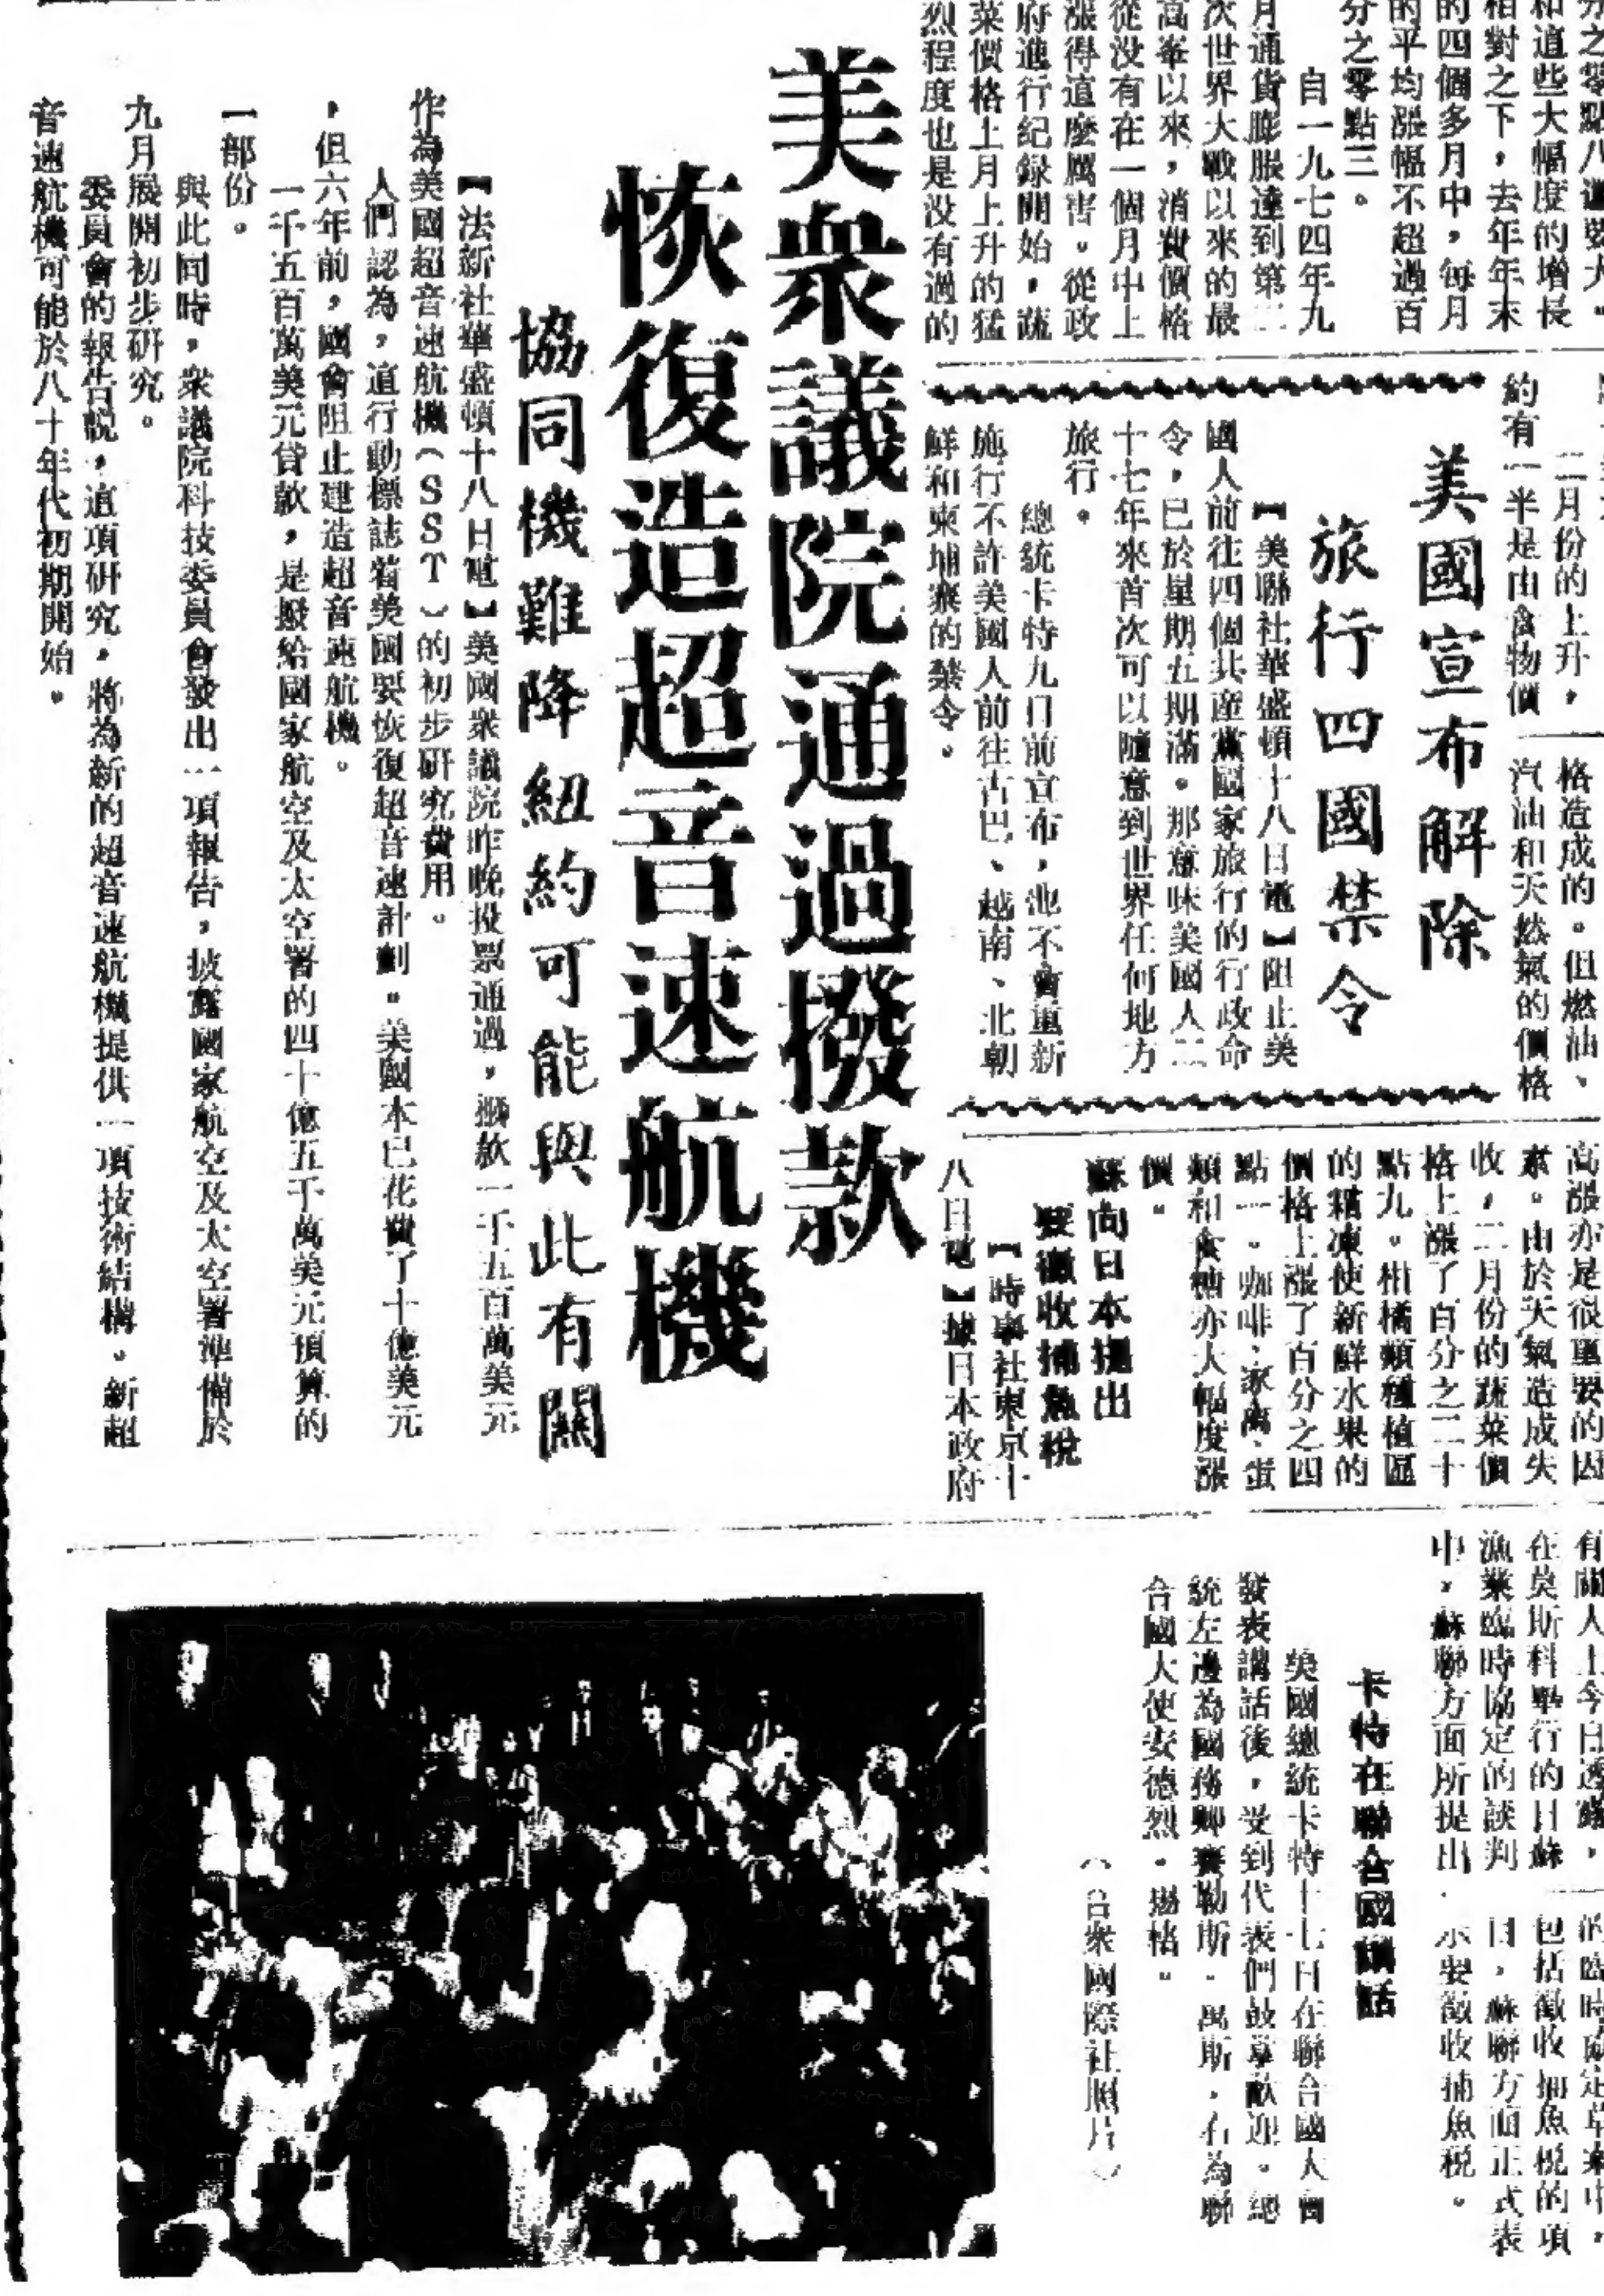 和這些大幅度的增長
相對之下，去年年末
的四個多月中，每月
的平均漲幅不超過百
分之零點三。
自一九七四年九
月通貨膨脹達到第二
次世界大戰以來的最
高峯以來，消費價格
從没有在一個月中上
漲得這麼厲害。從政
府進行紀録開始，蔬
菜價格上月上升的猛
烈程度也是没有過的
二月份的上升，
約有一半是由食物價
格造成的。但燃油、
汽油和天然氣的價格
高漲亦是很重要的因
素。由於天氣造成失
收，二月份的蔬菜價
格上漲了百分之二十
點九。柑橘類種植區
的霜凍使新鮮水果的
價格上漲了百分之四
點一。咖啡、家禽、蛋
類和食糖亦大幅度漲
價。
美國宣布解除
旅行四國禁令
【美聯社華盛頓十八日電】阻止美
國人前往四個共産黨國家旅行的行政命
令，已於星期五期滿。那意味美國人二
十七年來首次可以隨意到世界任何地方
旅行。
總統卡特九日前宣布，他不會重新
施行不許美國人前往古巴、越南、北朝
鮮和柬埔寨的禁令。
蘇向日本提出
要徵收捕魚稅
【時事社東京十
八日電】據日本政府
有關人士今日透露，
在莫斯科舉行的日蘇
漁業臨時協定的談判
中，蘇聯方面所提出
的臨時協定草案中，
包括徵收捕魚稅的項
目，蘇聯方面正式表
示要徵收捕魚稅。
美衆議院通過撥款
恢復造超音速航機
協同機難降紐約可能與此有關
【法新社華盛頓十八日電】美國衆議院昨晚投票通過，撥款一千五百萬美元
作為美國超音速航機（SST）的初步研究費用。
人們認為，這行動標誌着美國要恢復超音速計劃。美國本已花費了十億美元
，但六年前，國會阻止建造超音速航機。
一千五百萬美元貸款，是撥給國家航空及太空署的四十億五千萬美元預算的
一部份。
與此同時，衆議院科技委員會發出一項報告，披露國家航空及太空署準備於
九月展開初步研究。
委員會的報告説，這項研究，將為新的超音速航機提供一項技術結構。新超
音速航機可能於八十年代初期開始。
卡特在聯合國講話
美國總統卡特十七日在聯合國大會
發表講話後，受到代表們鼓掌歡迎。總
統左邊為國務卿賽勒斯·萬斯，右為聯
合國大使安德烈·揚格。
（合衆國際社照片）